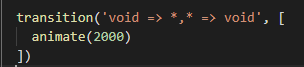 transition('void => *,* => void', [
  animate(2000)
])